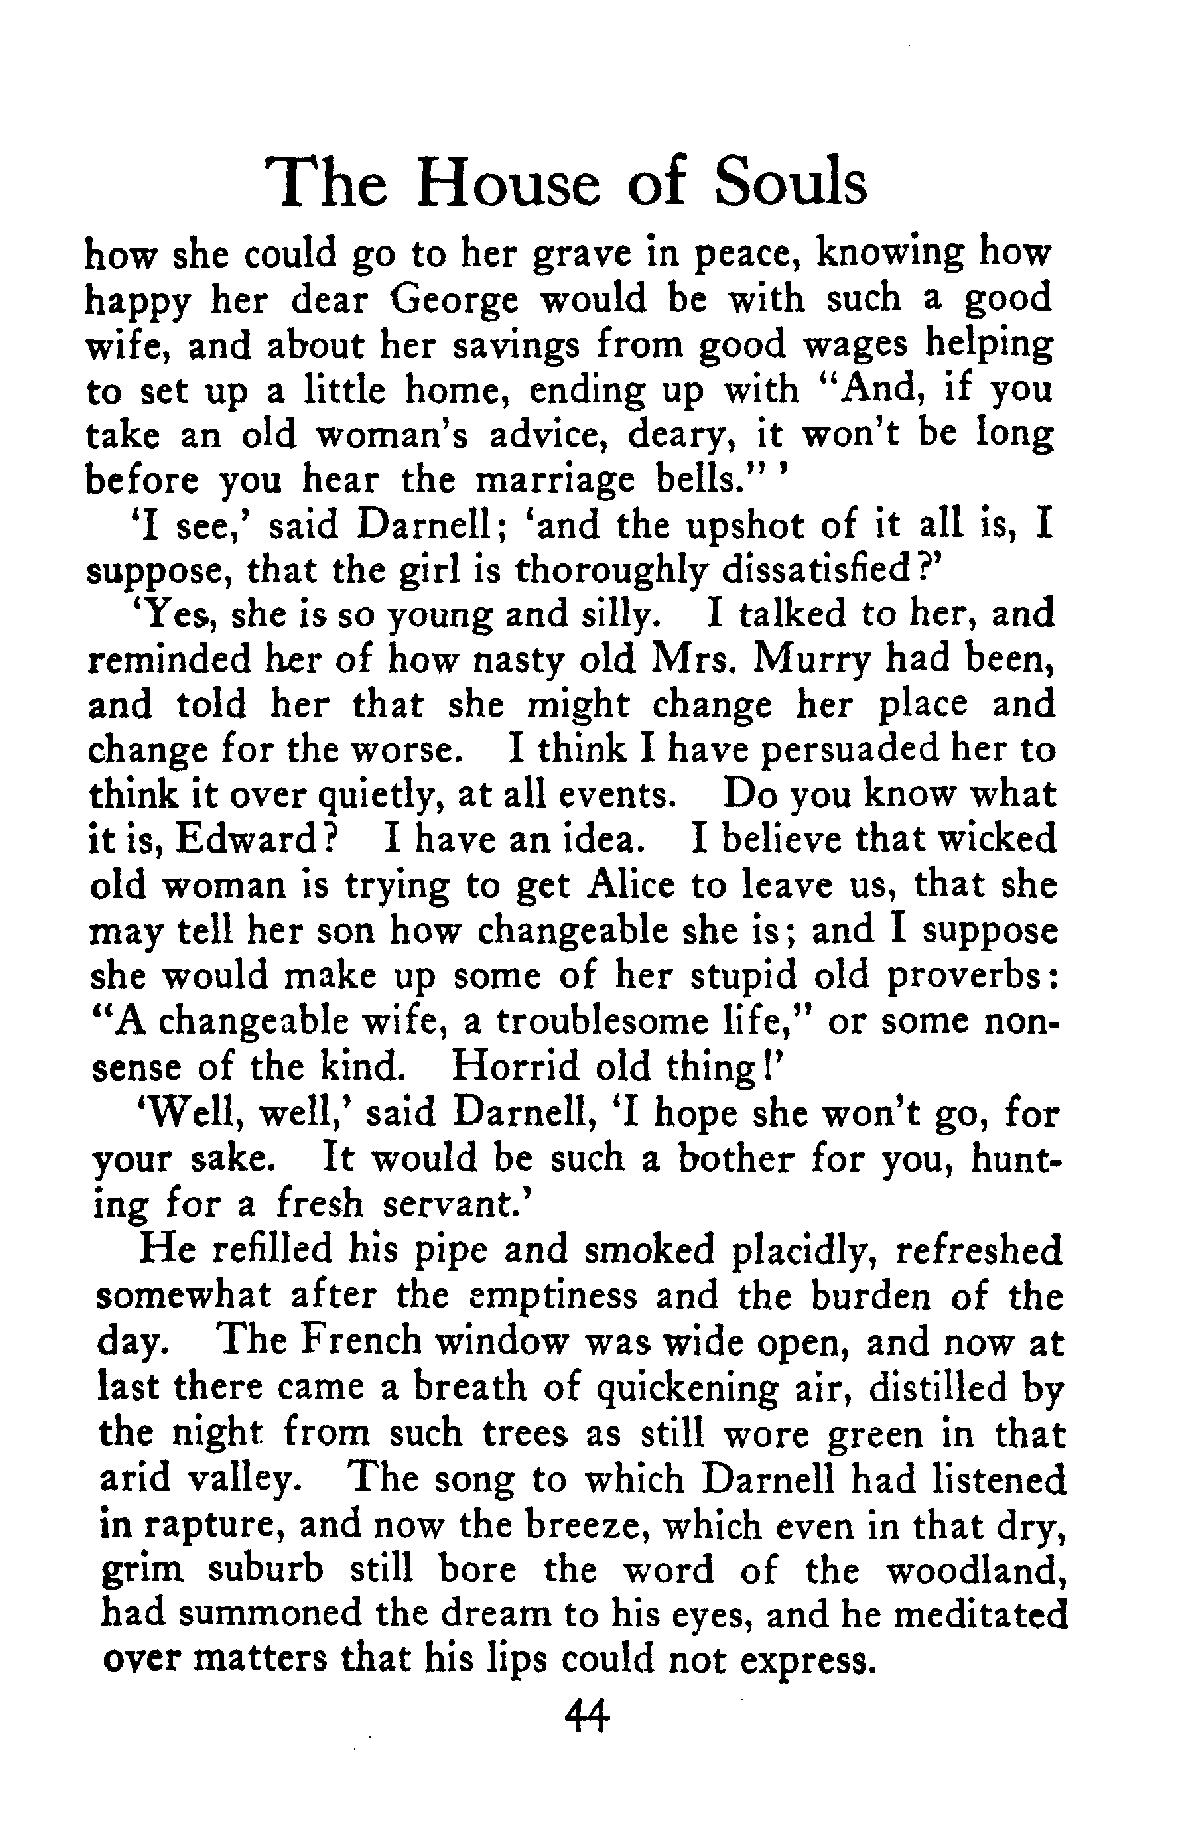 The House of Souls
how she could go to her grave in peace, knowing how
happy her dear George would be with such a good
wife, and about her savings from good wages helping
to set up a little home, ending up with “And, if you
take an old woman’s advice, deary, it won’t be long
before you hear the marriage bells.” ’
‘I see,’ said Darnell; ‘and the upshot of it all is, I
suppose, that the girl is thoroughly dissatisfied?’
‘Yes, she is so young and silly. I talked to her, and
reminded her of how nasty old Mrs. Murry had been,
and told her that she might change her place and
change for the worse. I think I have persuaded her to
think it over quietly, at all events. Do you know what
it is, Edward? I have an idea. I believe that wicked
old woman is trying to get Alice to leave us, that she
may tell her son how changeable she is; and I suppose
she would make up some of her stupid old proverbs:
“A changeable wife, a troublesome life,” or some non-
sense of the kind. Horrid old thing!’
‘Well, well,’ said Darnell, ‘I hope she won’t go, for
your sake. It would be such a bother for you, hunt-
ing for a fresh servant.’
He refilled his pipe and smoked placidly, refreshed
somewhat after the emptiness and the burden of the
day. The French window was wide open, and now at
last there came a breath of quickening air, distilled by
the night from such trees as still wore green in that
arid valley. The song to which Darnell had listened
in rapture, and now the breeze, which even in that dry,
grim suburb still bore the word of the woodland,
had summoned the dream to his eyes, and he meditated
over matters that his lips could not express.
44